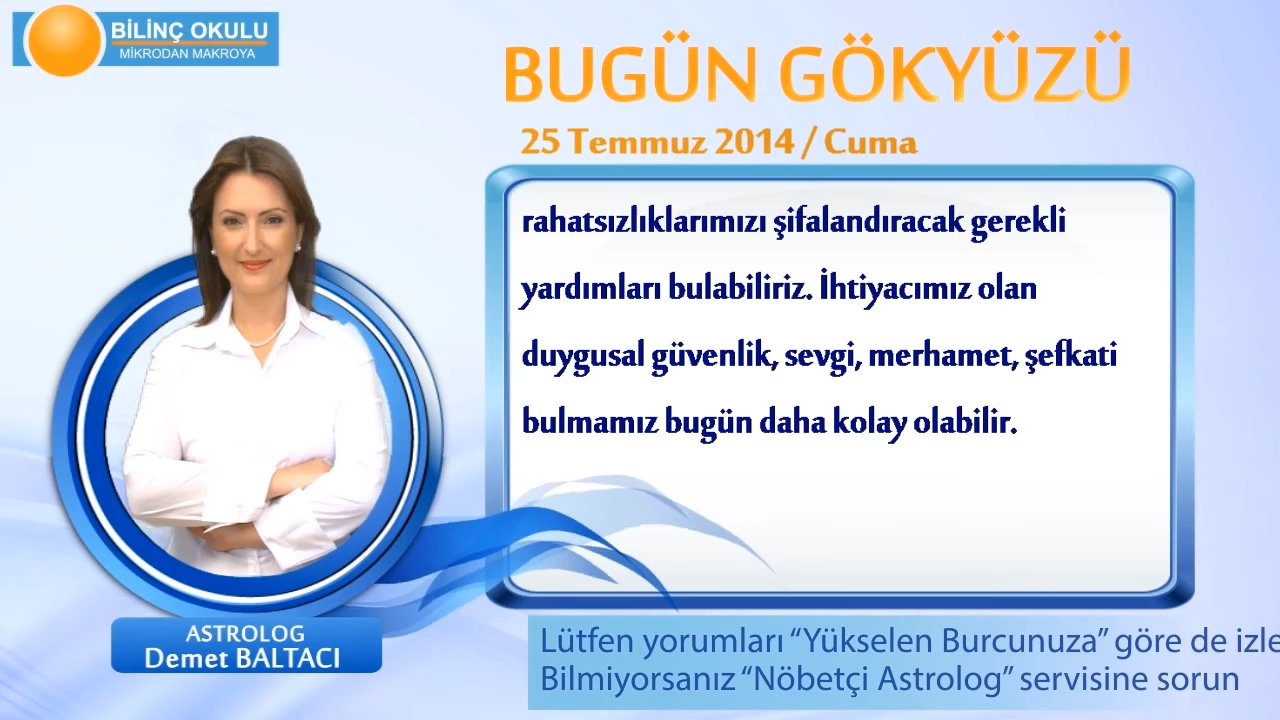 BİLİNÇ OKULU
MİKRODAN MAKROYA
BUGÜN GÖKYÜZÜ
25 Temmuz 2014 / Cuma
rahatsızlıklarımızı şifalandıracak gerekli
yardımları bulabiliriz. İhtiyacımız olan
duygusal güvenlik, sevgi, merhamet, şefkati
bulmamız bugün daha kolay olabilir.
ASTROLOG
Demet BALTACI
Lütfen yorumları “Yükselen Burcunuza” göre de izle
Bilmiyorsanız “Nöbetçi Astrolog” servisine sorun